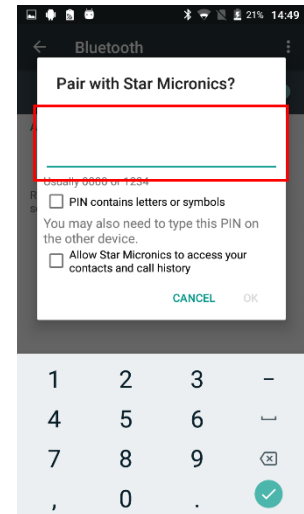 21% 14:49
Bluetooth
Pair with Star Micronics?
Usually 0000 or 1234
PIN contains letters or symbols
You may also need to type this PIN on
the other device.
Allow Star Micronics to access your
contacts and call history
CANCEL OK
1 2 3 -
4 5 6
7 8 9
, 0 .